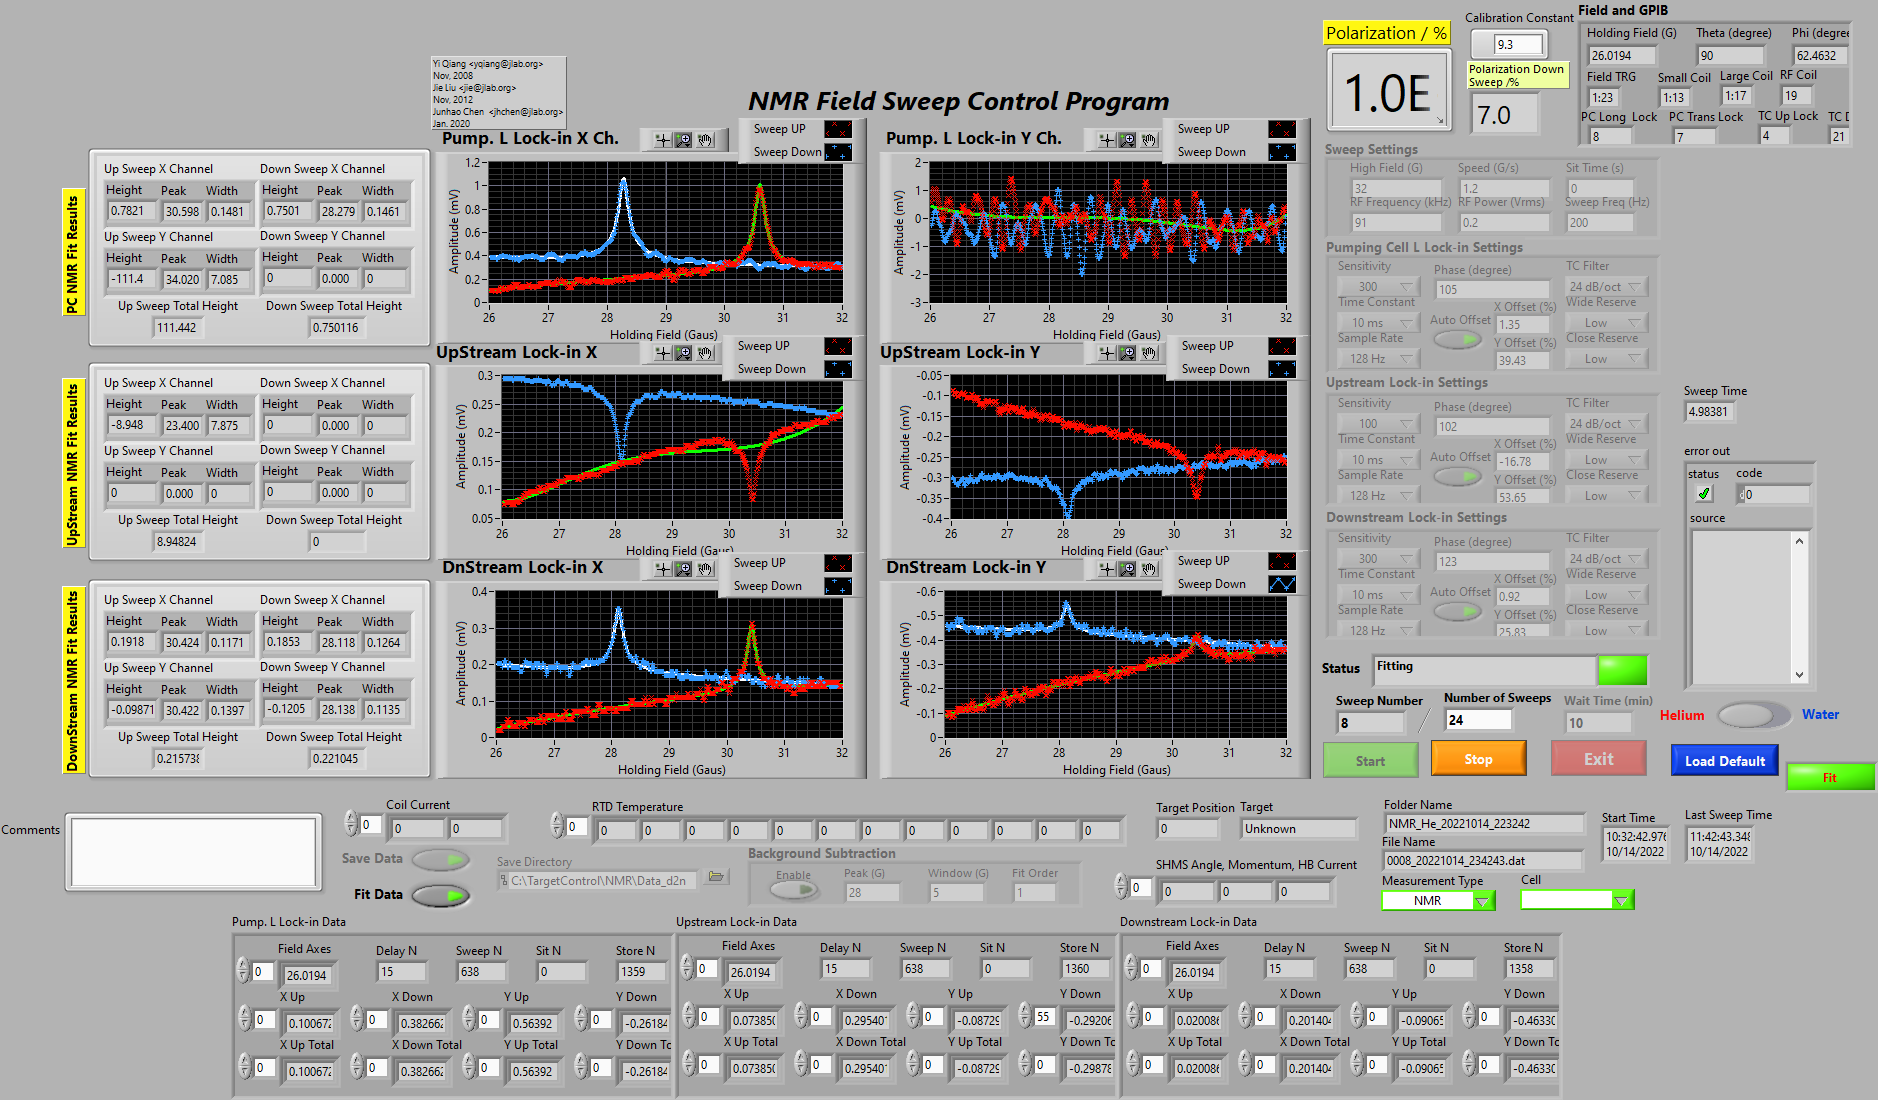 Yi Qiang <yqiang@jlab.org>
Nov, 2008
Jie Liu <jie@jlab.org>
Nov, 2012
Junhao Chen <jhchen@jlab.org>
Jan. 2020
NMR Field Sweep Control Program
Polarization / %
1.0E
Calibration Constant
9.3
Polarization Down
Sweep /%
7.0
Field and GPIB
Holding Field (G) Theta (degree) Phi (degree
26.0194 90 62.4632
Field TRG Small Coil Large Coil RF Coil
1:23 1:13 1:17 19
PC Long Lock PC Trans Lock TC Up Lock TC D
8 7 4 21
PC NMR Fit Results
Up Sweep X Channel Down Sweep X Channel
Height Peak Width Height Peak Width
0.7821 30.598 0.1481 0.7501 28.279 0.1461
Up Sweep Y Channel Down Sweep Y Channel
Height Peak Width Height Peak Width
-111.4 34.020 7.085 0 0.000 0
Up Sweep Total Height Down Sweep Total Height
111.442 0.750116
UpStream NMR Fit Results
Up Sweep X Channel Down Sweep X Channel
Height Peak Width Height Peak Width
-8.948 23.400 7.875 0 0.000 0
Up Sweep Y Channel Down Sweep Y Channel
Height Peak Width Height Peak Width
0 0.000 0 0 0.000 0
Up Sweep Total Height Down Sweep Total Height
8.94824 0
DownStream NMR Fit Results
Up Sweep X Channel Down Sweep X Channel
Height Peak Width Height Peak Width
0.1918 30.424 0.1171 0.1853 28.118 0.1264
Up Sweep Y Channel Down Sweep Y Channel
Height Peak Width Height Peak Width
-0.09871 30.422 0.1397 -0.1205 28.138 0.1135
Up Sweep Total Height Down Sweep Total Height
0.215738 0.221045
Pump. L Lock-in X Ch.
Sweep UP
Sweep Down
Amplitude (mV)
1.2
1
0.8
0.6
0.4
0.2
0
26 27 28 29 30 31 32
Holding Field (Gaus)
Pump. L Lock-in Y Ch.
Sweep UP
Sweep Down
Amplitude (mV)
2
1
0
-1
-2
-3
26 27 28 29 30 31 32
Holding Field (Gaus)
UpStream Lock-in X
Sweep UP
Sweep Down
Amplitude (mV)
0.3
0.25
0.2
0.15
0.1
0.05
26 27 28 29 30 31 32
Holding Field (Gaus)
UpStream Lock-in Y
Sweep UP
Sweep Down
Amplitude (mV)
-0.05
-0.1
-0.15
-0.2
-0.25
-0.3
-0.35
-0.4
26 27 28 29 30 31 32
Holding Field (Gaus)
DnStream Lock-in X
Sweep UP
Sweep Down
Amplitude (mV)
0.4
0.3
0.2
0.1
0
26 27 28 29 30 31 32
Holding Field (Gaus)
DnStream Lock-in Y
Sweep UP
Sweep Down
Amplitude (mV)
-0.6
-0.5
-0.4
-0.3
-0.2
-0.1
0
26 27 28 29 30 31 32
Holding Field (Gaus)
Sweep Settings
High Field (G) Speed (G/s) Sit Time (s)
32 1.2 0
RF Frequency (kHz) RF Power (Vrms) Sweep Freq (Hz)
91 0.2 200
Pumping Cell L Lock-in Settings
Sensitivity Phase (degree) TC Filter
300 105 24 dB/oct
Time Constant X Offset (%) Wide Reserve
10 ms Auto Offset 1.35 Low
Sample Rate Y Offset (%) Close Reserve
128 Hz 39.43 Low
Upstream Lock-in Settings
Sensitivity Phase (degree) TC Filter
100 102 24 dB/oct
Time Constant X Offset (%) Wide Reserve
10 ms Auto Offset -16.78 Low
Sample Rate Y Offset (%) Close Reserve
128 Hz 53.65 Low
Downstream Lock-in Settings
Sensitivity Phase (degree) TC Filter
300 123 24 dB/oct
Time Constant X Offset (%) Wide Reserve
10 ms Auto Offset 0.92 Low
Sample Rate Y Offset (%) Close Reserve
128 Hz 25.83 Low
Sweep Time
4.98381
error out
status code
0
source
Status Fitting
Sweep Number / Number of Sweeps Wait Time (min)
8 24 10
Helium Water
Start Stop Exit Load Default Fit
Comments
Coil Current
0 0 0
RTD Temperature
0 0 0 0 0 0 0 0 0 0 0 0 0
Save Data
Fit Data
Save Directory
C:\TargetControl\NMR\Data_d2n
Background Subtraction
Enable Peak (G) Window (G) Fit Order
28 5 1
Target Position Target
0 Unknown
SHMS Angle, Momentum, HB Current
0 0 0 0
Folder Name
NMR_He_20221014_223242
File Name
0008_20221014_234243.dat
Measurement Type Cell
NMR
Start Time Last Sweep Time
10:32:42.976 11:42:43.348
10/14/2022 10/14/2022
Pump. L Lock-in Data
Field Axes Delay N Sweep N Sit N Store N
0 26.0194 15 638 0 1359
X Up X Down Y Up Y Down
0 0.100672 0 0.382662 0 0.56392 0 -0.26184
X Up Total X Down Total Y Up Total Y Down Tc
0 0.100672 0 0.382662 0 0.56392 0 -0.26184
Upstream Lock-in Data
Field Axes Delay N Sweep N Sit N Store N
0 26.0194 15 638 0 1360
X Up X Down Y Up Y Down
0 0.073850 0 0.295401 0 -0.08729 55 -0.29206
X Up Total X Down Total Y Up Total Y Down Tc
0 0.073850 0 0.295401 0 -0.08729 0 -0.29878
Downstream Lock-in Data
Field Axes Delay N Sweep N Sit N Store N
0 26.0194 15 638 0 1358
X Up X Down Y Up Y Down
0 0.020086 0 0.201404 0 -0.09065 0 -0.46330
X Up Total X Down Total Y Up Total Y Down Tc
0 0.020086 0 0.201404 0 -0.09065 0 -0.46330